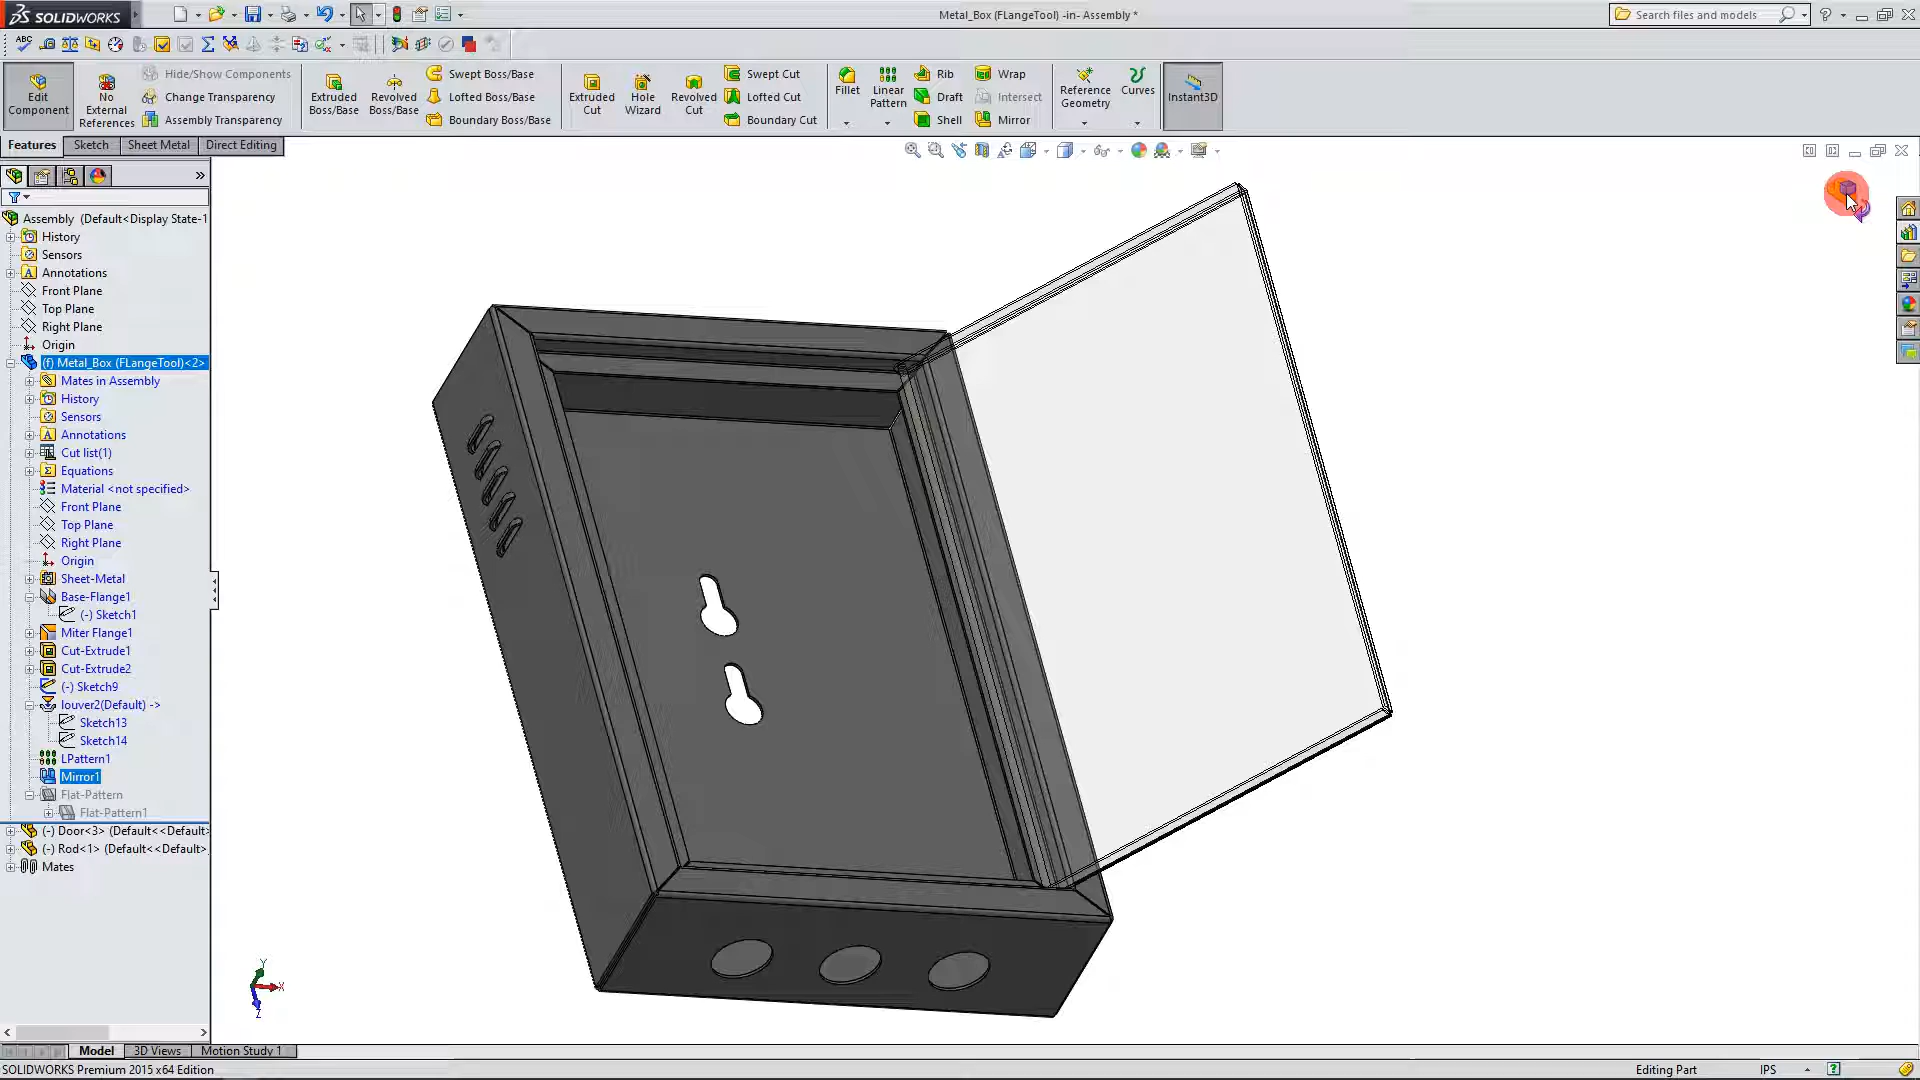 SOLIDWORKS
Metal_Box (FLangeTool) -in- Assembly *
Search files and models
?
ABC
Edit Component
No External References
Hide/Show Components
Change Transparency
Assembly Transparency
Extruded Boss/Base
Revolved Boss/Base
Swept Boss/Base
Lofted Boss/Base
Boundary Boss/Base
Extruded Cut
Hole Wizard
Revolved Cut
Swept Cut
Lofted Cut
Boundary Cut
Fillet
Linear Pattern
Rib
Draft
Shell
Wrap
Intersect
Mirror
Reference Geometry
Curves
Instant3D
Features
Sketch
Sheet Metal
Direct Editing
Assembly (Default<Display State-1
History
Sensors
Annotations
Front Plane
Top Plane
Right Plane
Origin
(f) Metal_Box (FLangeTool)<2>
Mates in Assembly
History
Sensors
Annotations
Cut list(1)
Equations
Material <not specified>
Front Plane
Top Plane
Right Plane
Origin
Sheet-Metal
Base-Flange1
(-) Sketch1
Miter Flange1
Cut-Extrude1
Cut-Extrude2
(-) Sketch9
louver2(Default) ->
Sketch13
Sketch14
LPattern1
Mirror1
Flat-Pattern
Flat-Pattern1
(-) Door<3> (Default<<Default>
(-) Rod<1> (Default<<Default>
Mates
Y
X
Z
Model
3D Views
Motion Study 1
SOLIDWORKS Premium 2015 x64 Edition
Editing Part
IPS
?